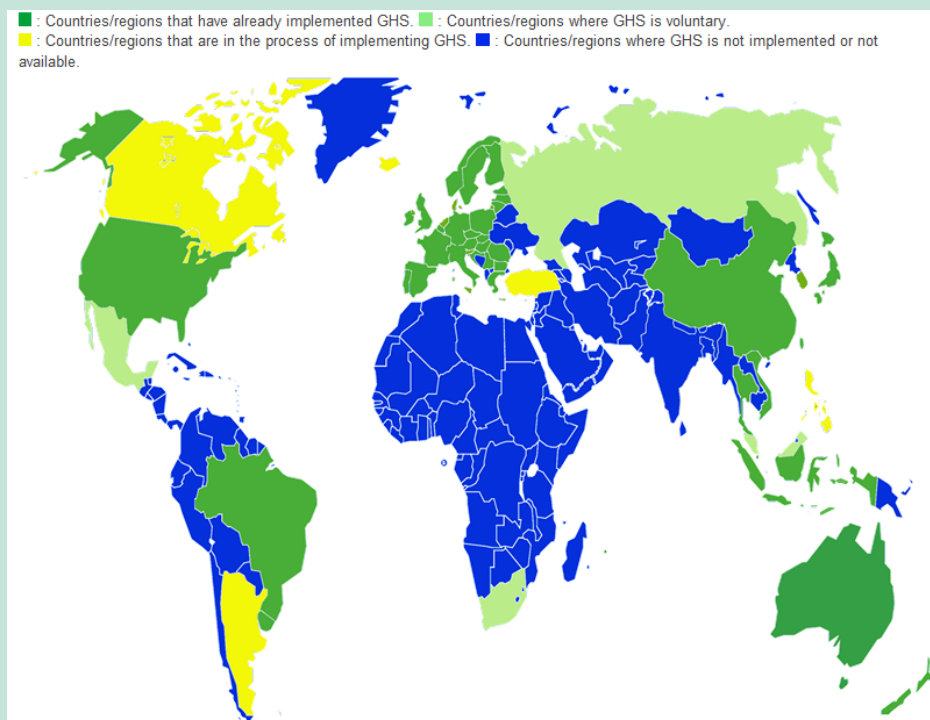 : Countries/regions that have already implemented GHS. : Countries/regions where GHS is voluntary.
: Countries/regions that are in the process of implementing GHS. : Countries/regions where GHS is not implemented or not
available.